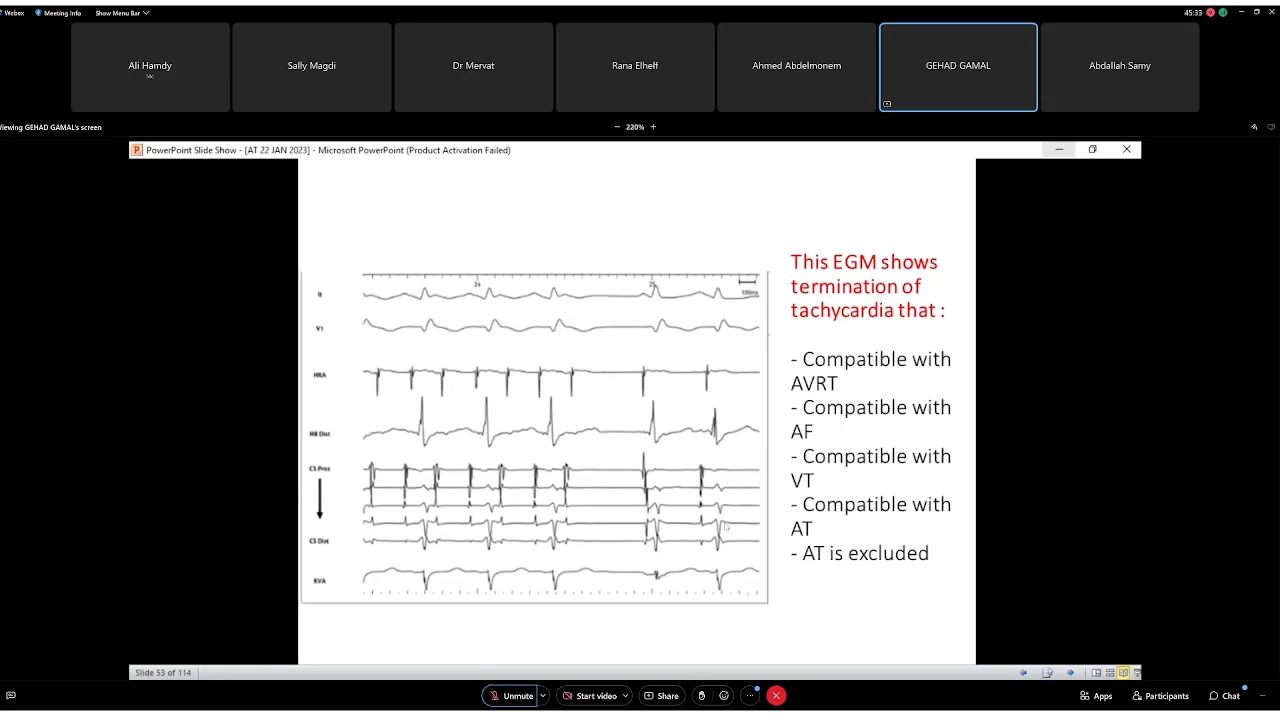 Webex Meeting Info Show Menu Bar 45:33
Ali Hamdy
Me
Sally Magdi
Dr Mervat
Rana Elhelf
Ahmed Abdelmonem
GEHAD GAMAL
Abdallah Samy
Viewing GEHAD GAMAL's screen
220%
PowerPoint Slide Show - [AT 22 JAN 2023] - Microsoft PowerPoint (Product Activation Failed)
24 25
100ms
II
V1
HRA
HB Dist
CS Prox
CS Dist
RVA
This EGM shows
termination of
tachycardia that :
- Compatible with
AVRT
- Compatible with
AF
- Compatible with
VT
- Compatible with
AT
- AT is excluded
Slide 53 of 114
Unmute Start video Share Apps Participants Chat